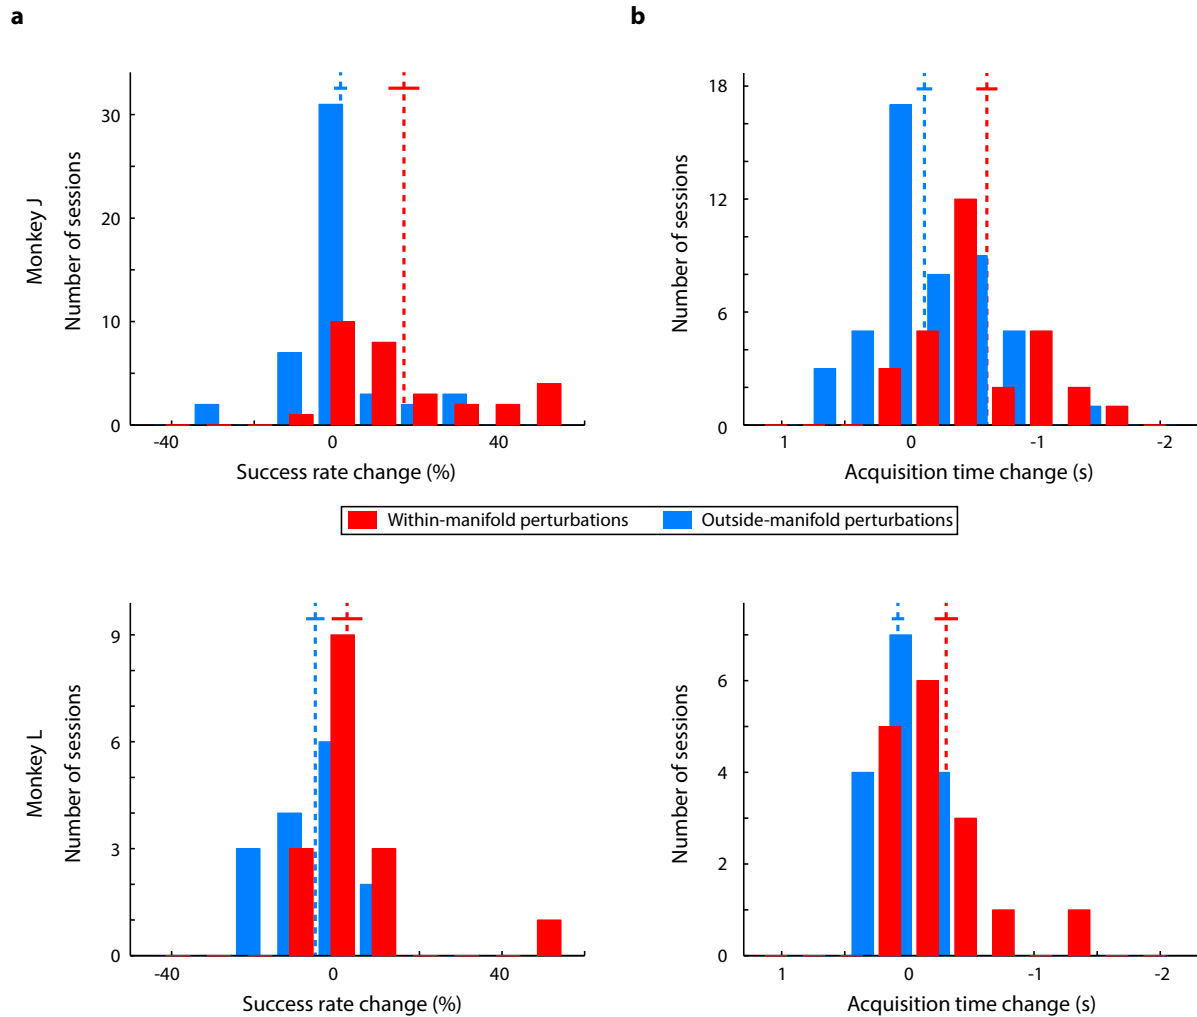 a
b
Monkey J
Number of sessions
30
20
10
0
-40
0
40
Success rate change (%)
Number of sessions
18
12
6
0
1
0
-1
-2
Acquisition time change (s)
Within-manifold perturbations
Outside-manifold perturbations
Monkey L
Number of sessions
9
6
3
0
-40
0
40
Success rate change (%)
Number of sessions
6
4
2
0
1
0
-1
-2
Acquisition time change (s)